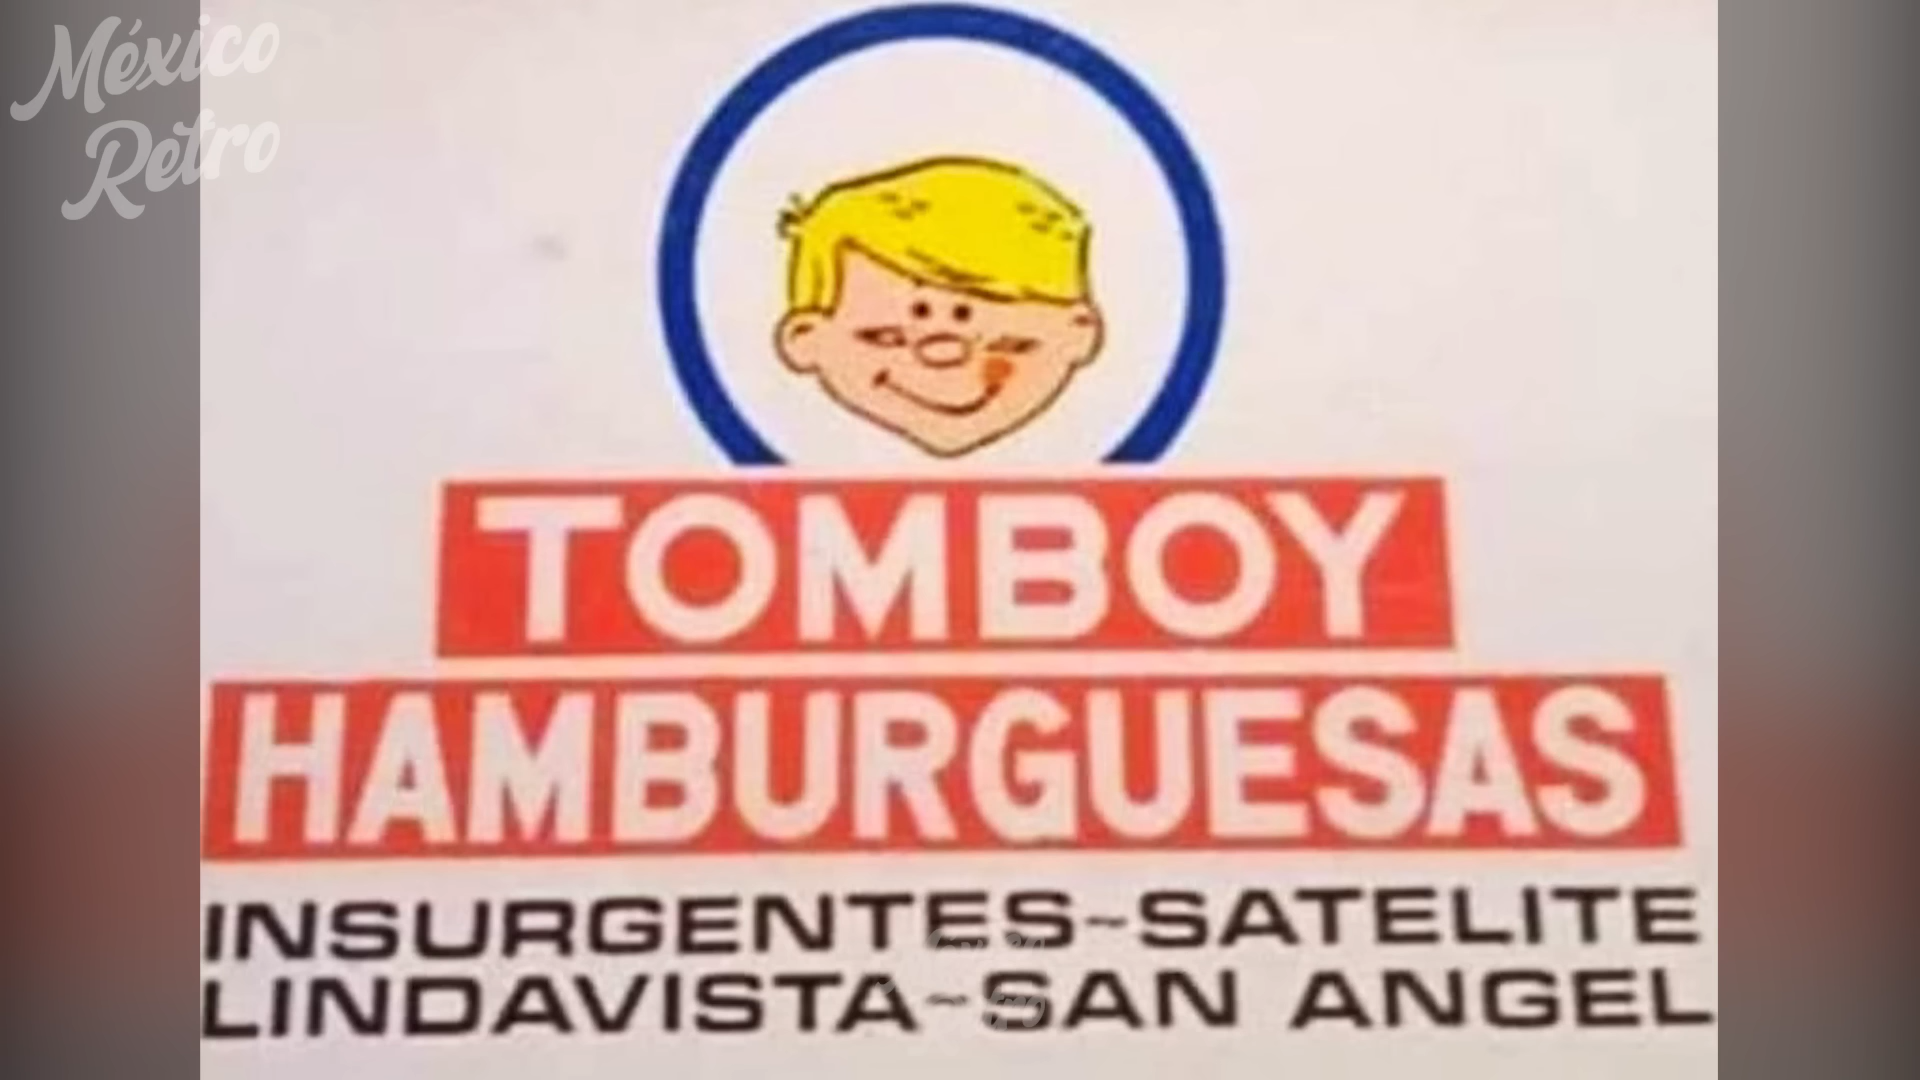 México
Retro
TOMBOY
HAMBURGUESAS
INSURGENTES~SATELITE
LINDAVISTA~SAN ANGEL